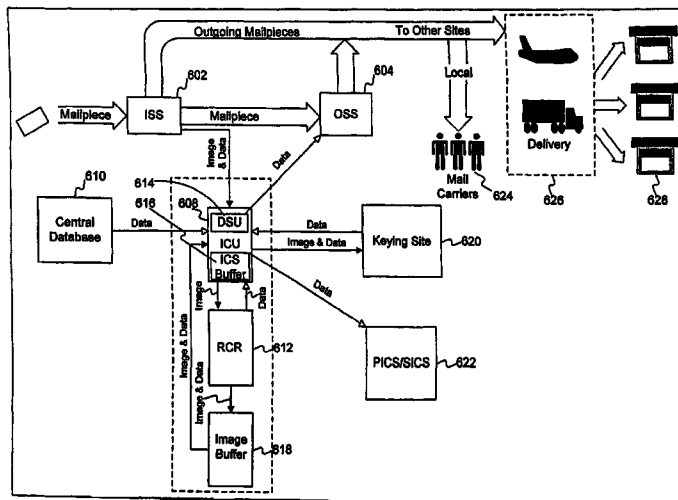 Outgoing Mailpieces
To Other Sites
602
604
Mailpiece
ISS
Mailpiece
OSS
Local
Delivery
Image
& Data
Data
Mail
Carriers
624
626
628
610
614
616
608
DSU
ICU
ICS
Buffer
Central
Database
Data
Data
Image & Data
Keying Site
620
Image
Data
Data
RCR
612
PICS/SICS
622
Image & Data
Image & Data
Image
Buffer
618